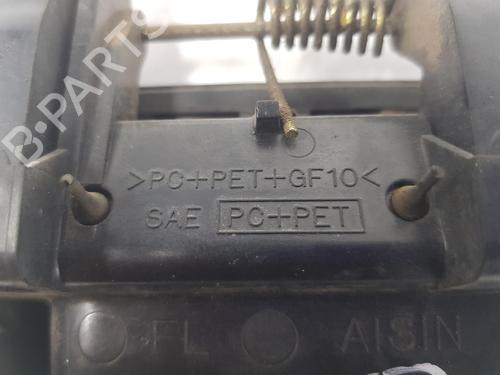 B-PARTS
>PC+PET+GF10<
SAE PC+PET
FL AISIN